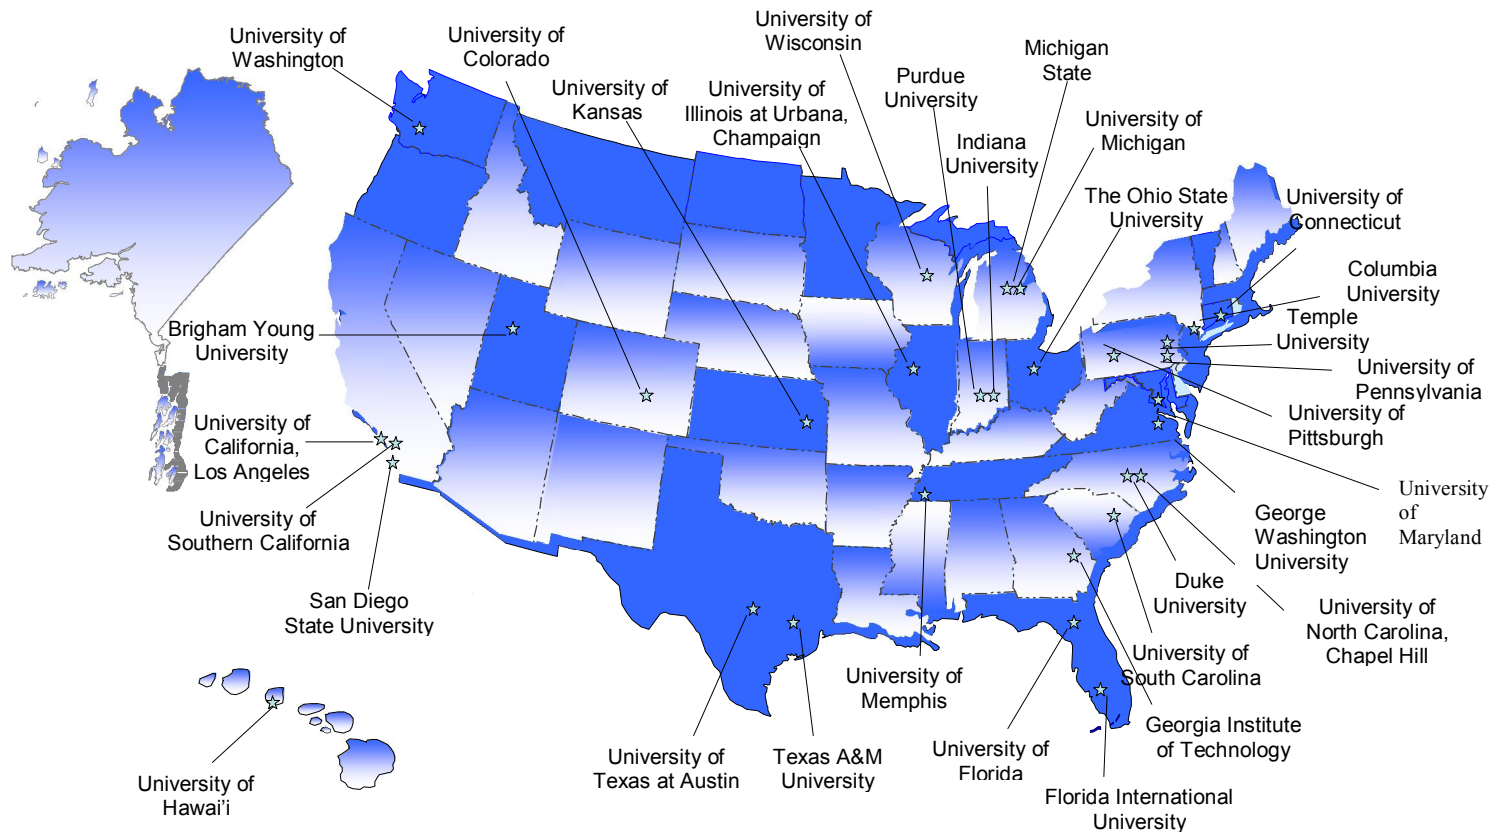 University of
Washington
University of
Colorado
University of
Kansas
University of
Illinois at Urbana,
Champaign
University of
Wisconsin
Purdue
University
Michigan
State
Indiana
University
University of
Michigan
The Ohio State
University
University of
Connecticut
Columbia
University
Temple
University
University of
Pennsylvania
University of
Pittsburgh
University
of
Maryland
George
Washington
University
Duke
University
University of
North Carolina,
Chapel Hill
University of
South Carolina
Georgia Institute
of Technology
University of
Florida
Florida International
University
University of
Memphis
Texas A&M
University
University of
Texas at Austin
Brigham Young
University
University of
California,
Los Angeles
University of
Southern California
San Diego
State University
University of
Hawai'i